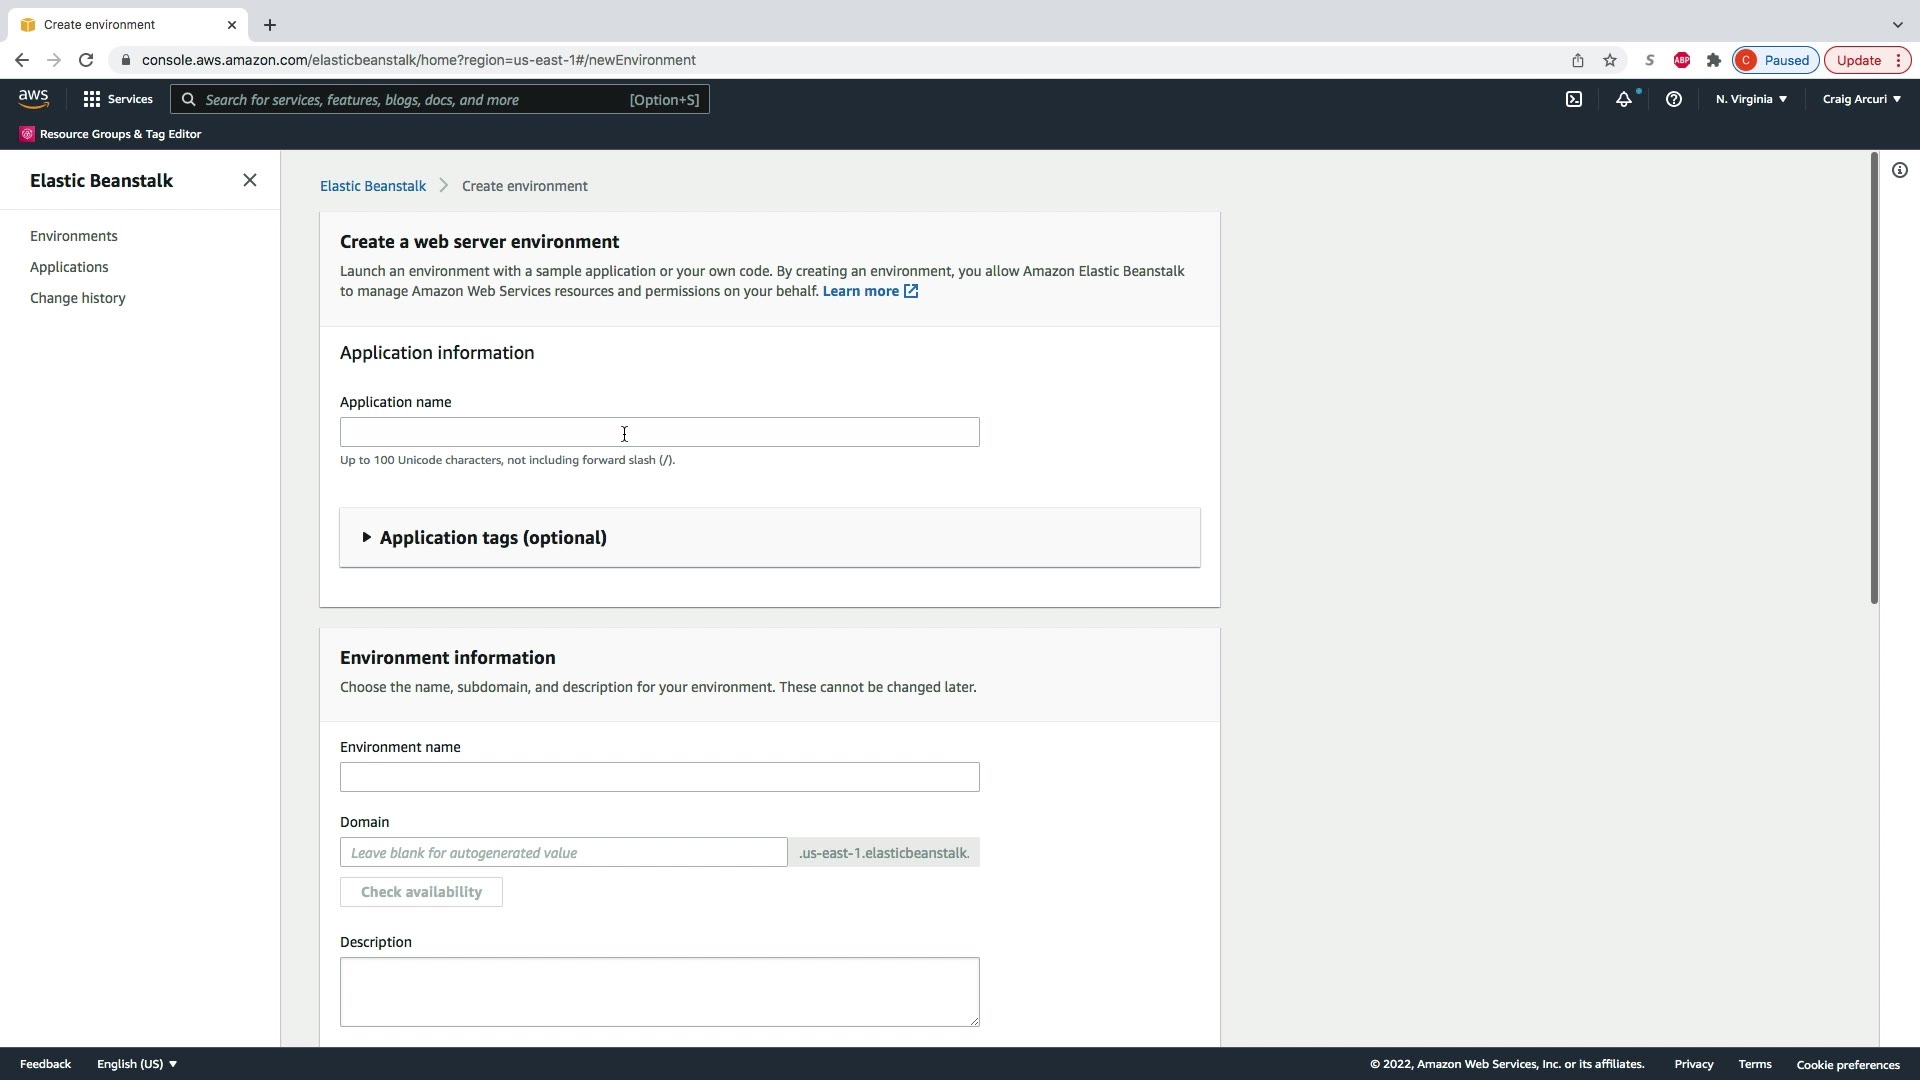 Create environment
console.aws.amazon.com/elasticbeanstalk/home?region=us-east-1#/newEnvironment
S
ABP
C
Paused
Update
aws
Services
Search for services, features, blogs, docs, and more
[Option+S]
N. Virginia
Craig Arcuri
Resource Groups & Tag Editor
Elastic Beanstalk
Environments
Applications
Change history
Elastic Beanstalk
Create environment
Create a web server environment
Launch an environment with a sample application or your own code. By creating an environment, you allow Amazon Elastic Beanstalk
to manage Amazon Web Services resources and permissions on your behalf. Learn more
Application information
Application name
Up to 100 Unicode characters, not including forward slash (/).
Application tags (optional)
Environment information
Choose the name, subdomain, and description for your environment. These cannot be changed later.
Environment name
Domain
Leave blank for autogenerated value
.us-east-1.elasticbeanstalk.
Check availability
Description
Feedback
English (US)
© 2022, Amazon Web Services, Inc. or its affiliates.
Privacy
Terms
Cookie preferences